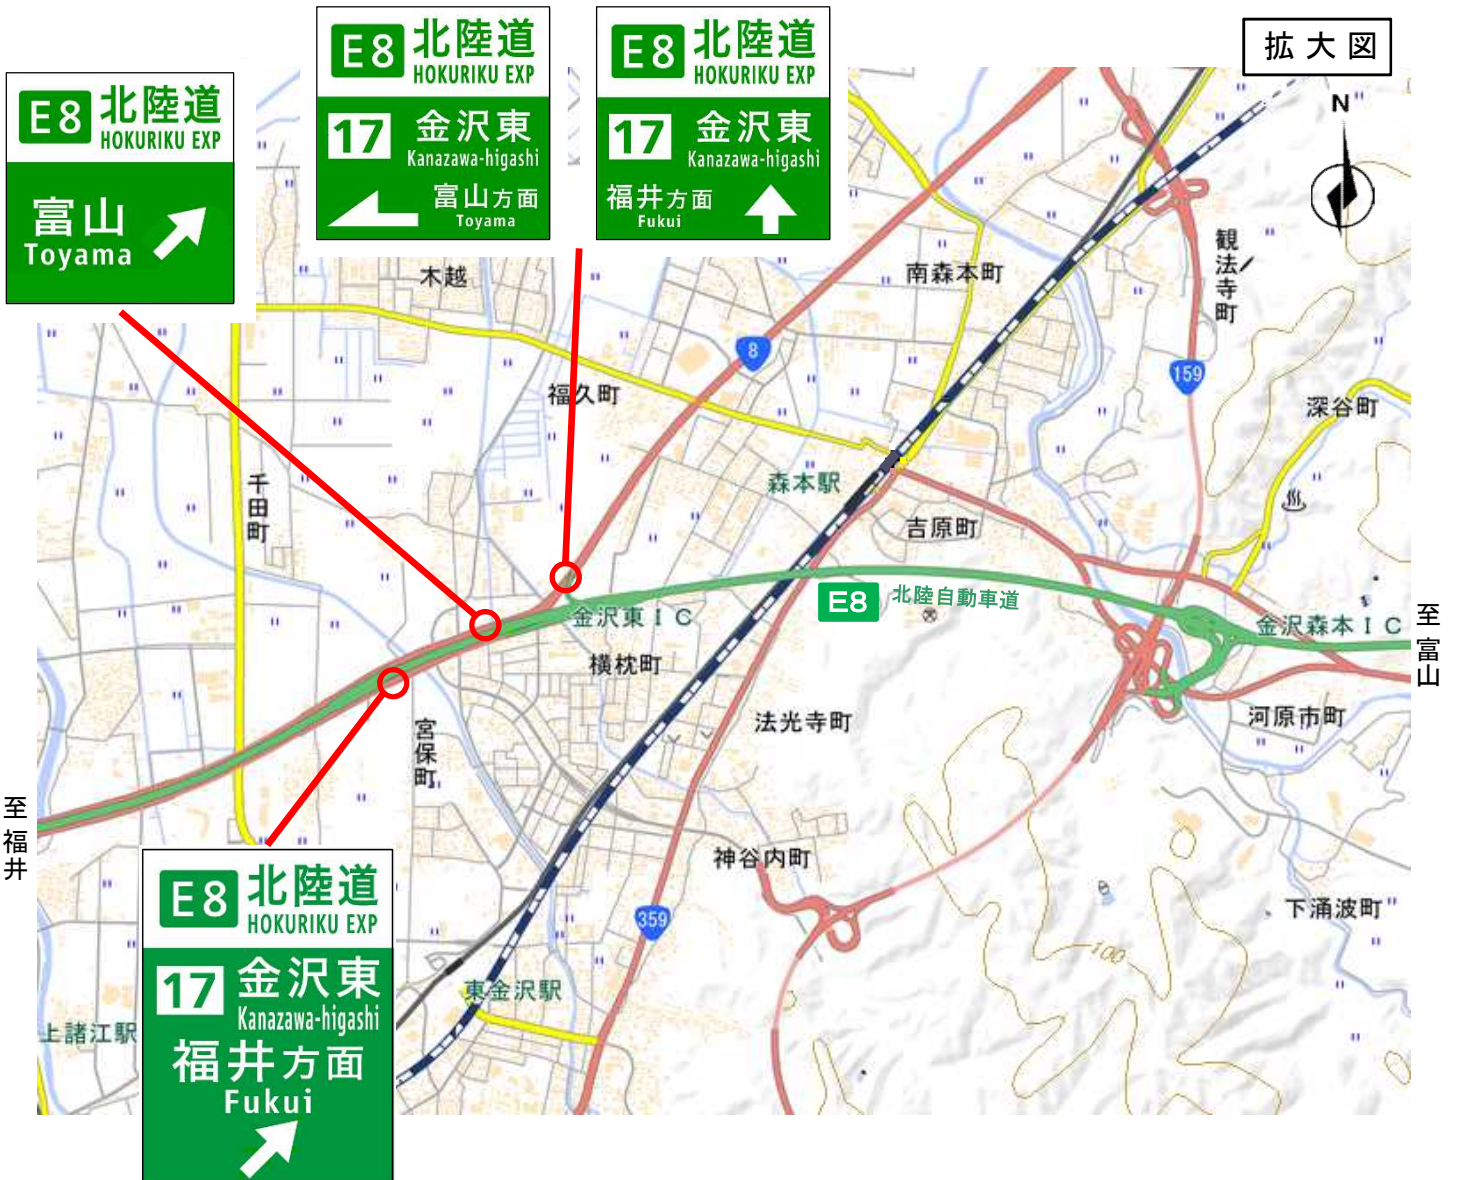 拡大図
N
E8 北陸道
HOKURIKU EXP
富山
Toyama
E8 北陸道
HOKURIKU EXP
17 金沢東
Kanazawa-higashi
富山方面
Toyama
E8 北陸道
HOKURIKU EXP
17 金沢東
Kanazawa-higashi
福井方面
Fukui
木越
南森本町
観法寺町
8
159
福久町
深谷町
千田町
森本駅
吉原町
E8 北陸自動車道
金沢東IC
金沢森本IC
至富山
横枕町
法光寺町
河原市町
宮保町
至福井
神谷内町
359
下涌波町
100
東金沢駅
上諸江駅
E8 北陸道
HOKURIKU EXP
17 金沢東
Kanazawa-higashi
福井方面
Fukui